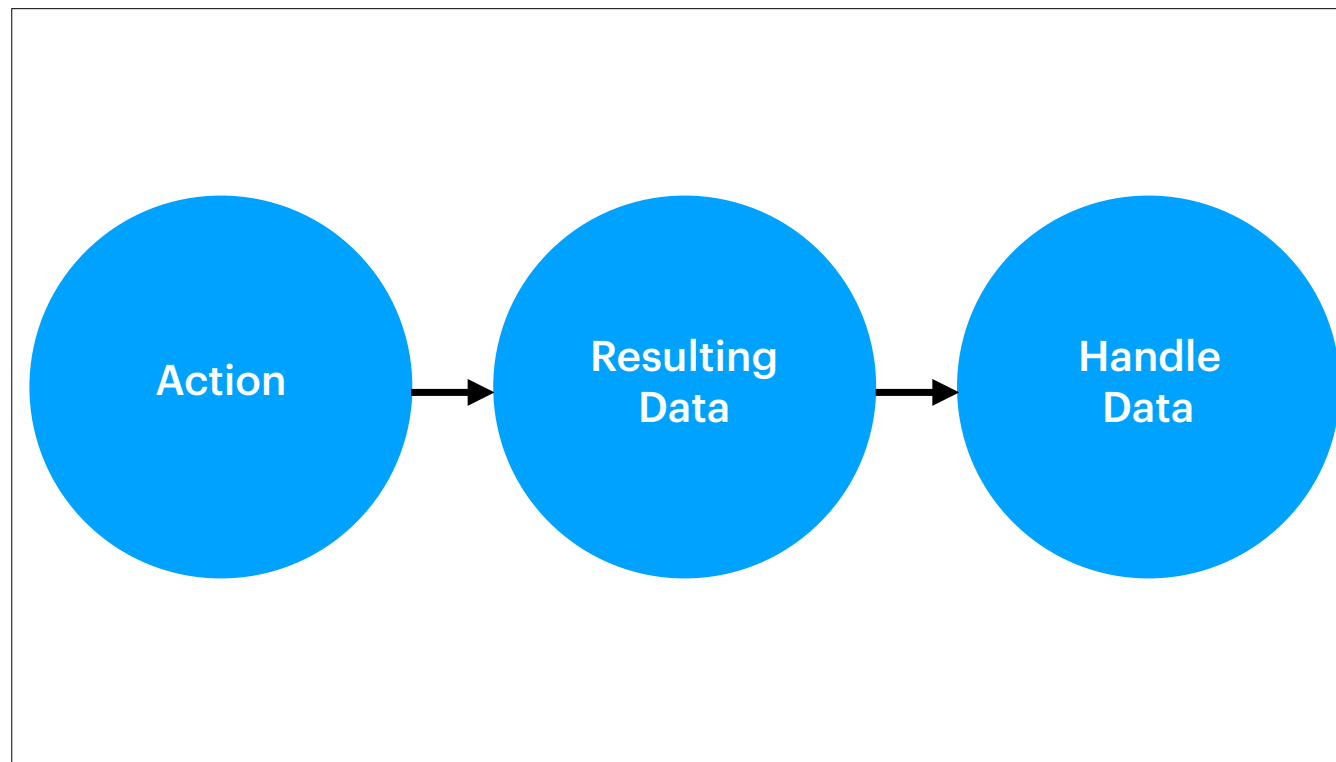 Action
Resulting
Data
Handle
Data